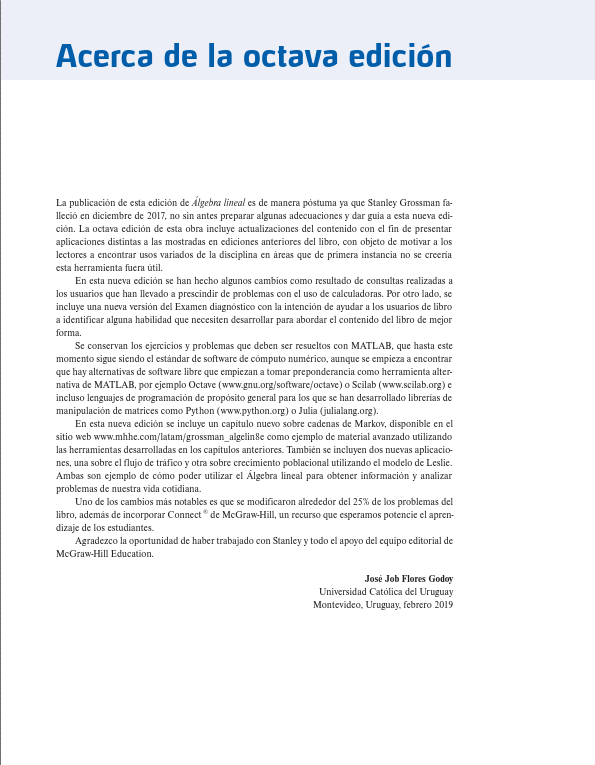 Acerca de la octava edición
La publicación de esta edición de Álgebra lineal es de manera póstuma ya que Stanley Grossman fa-
lleció en diciembre de 2017, no sin antes preparar algunas adecuaciones y dar guía a esta nueva edi-
ción. La octava edición de esta obra incluye actualizaciones del contenido con el fin de presentar
aplicaciones distintas a las mostradas en ediciones anteriores del libro, con objeto de motivar a los
lectores a encontrar usos variados de la disciplina en áreas que de primera instancia no se creería
esta herramienta fuera útil.
En esta nueva edición se han hecho algunos cambios como resultado de consultas realizadas a
los usuarios que han llevado a prescindir de problemas con el uso de calculadoras. Por otro lado, se
incluye una nueva versión del Examen diagnóstico con la intención de ayudar a los usuarios de libro
a identificar alguna habilidad que necesiten desarrollar para abordar el contenido del libro de mejor
forma.
Se conservan los ejercicios y problemas que deben ser resueltos con MATLAB, que hasta este
momento sigue siendo el estándar de software de cómputo numérico, aunque se empieza a encontrar
que hay alternativas de software libre que empiezan a tomar preponderancia como herramienta alter-
nativa de MATLAB, por ejemplo Octave (www.gnu.org/software/octave) o Scilab (www.scilab.org) e
incluso lenguajes de programación de propósito general para los que se han desarrollado librerías de
manipulación de matrices como Python (www.python.org) o Julia (julialang.org).
En esta nueva edición se incluye un capítulo nuevo sobre cadenas de Markov, disponible en el
sitio web www.mhhe.com/latam/grossman_algelin8e como ejemplo de material avanzado utilizando
las herramientas desarrolladas en los capítulos anteriores. También se incluyen dos nuevas aplicacio-
nes, una sobre el flujo de tráfico y otra sobre crecimiento poblacional utilizando el modelo de Leslie.
Ambas son ejemplo de cómo poder utilizar el Álgebra lineal para obtener información y analizar
problemas de nuestra vida cotidiana.
Uno de los cambios más notables es que se modificaron alrededor del 25% de los problemas del
libro, además de incorporar Connect® de McGraw-Hill, un recurso que esperamos potencie el apren-
dizaje de los estudiantes.
Agradezco la oportunidad de haber trabajado con Stanley y todo el apoyo del equipo editorial de
McGraw-Hill Education.
José Job Flores Godoy
Universidad Católica del Uruguay
Montevideo, Uruguay, febrero 2019